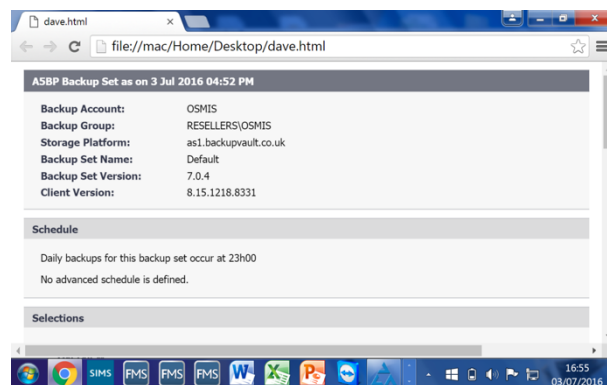 dave.html
file://mac/Home/Desktop/dave.html
A5BP Backup Set as on 3 Jul 2016 04:52 PM
Backup Account: OSMIS
Backup Group: RESELLERS\OSMIS
Storage Platform: as1.backupvault.co.uk
Backup Set Name: Default
Backup Set Version: 7.0.4
Client Version: 8.15.1218.8331
Schedule
Daily backups for this backup set occur at 23h00
No advanced schedule is defined.
Selections
SIMS FMS FMS FMS
16:55
03/07/2016